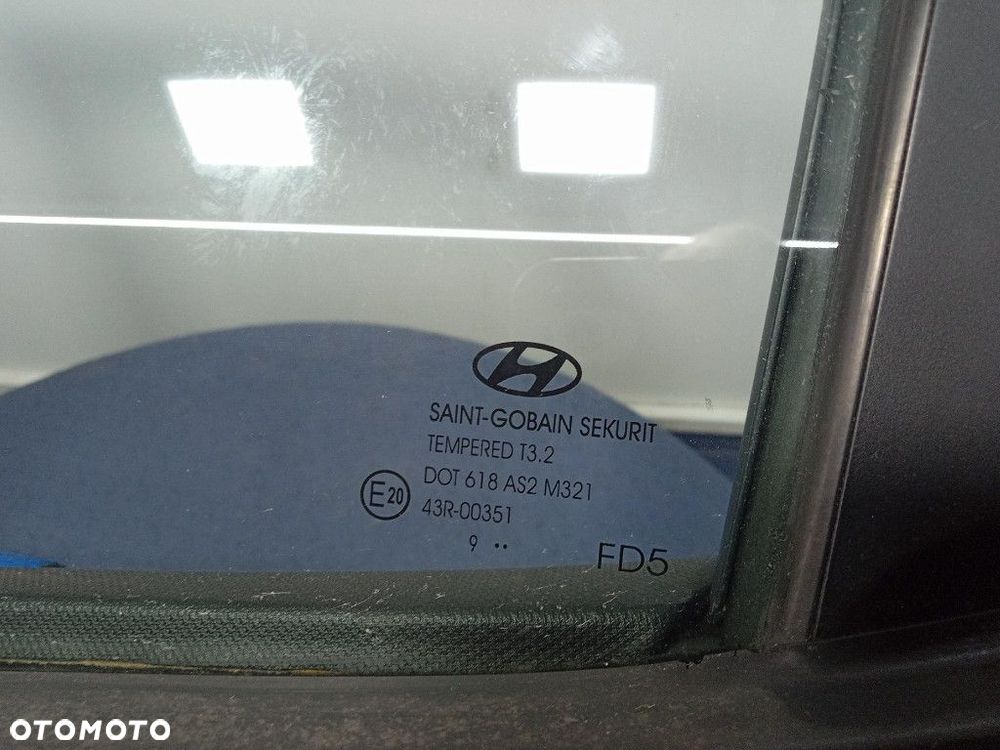 SAINT-GOBAIN SEKURIT
TEMPERED T3.2
DOT 618 AS2 M321
E20
43R-00351
9 ••
FD5
OTOMOTO